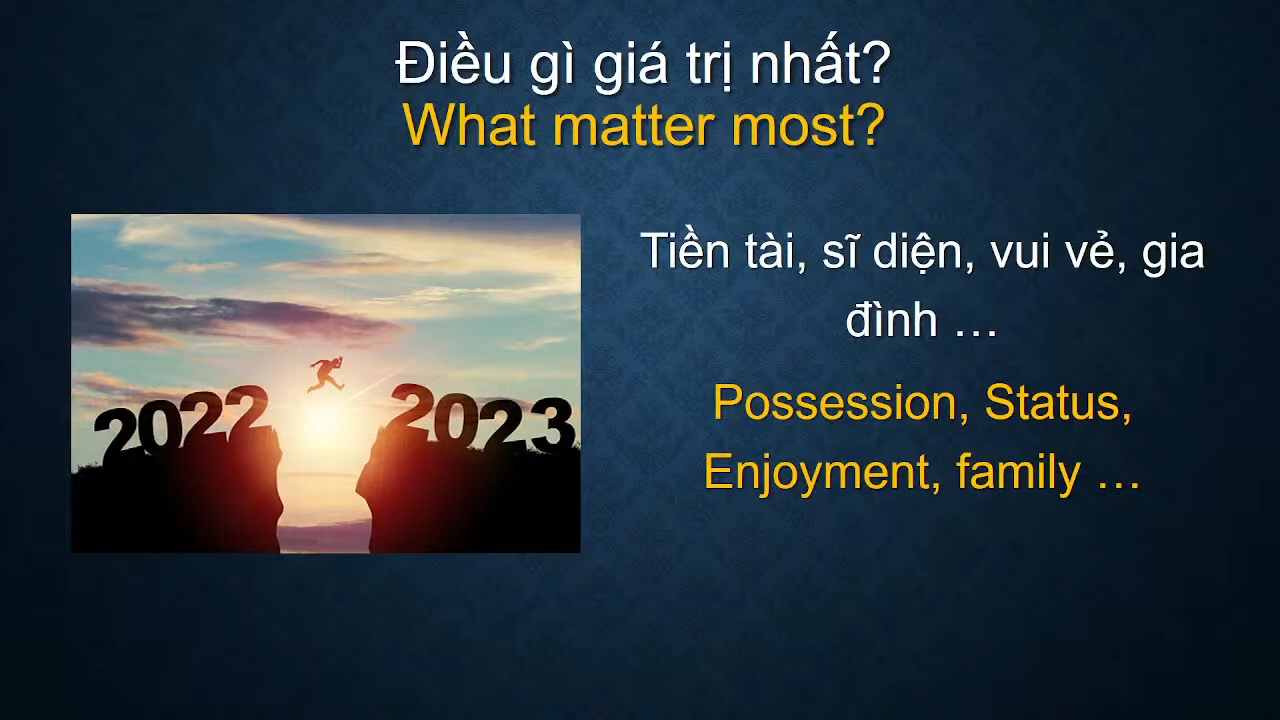 Điều gì giá trị nhất?
What matter most?
2022 2023
Tiền tài, sĩ diện, vui vẻ, gia
đình …
Possession, Status,
Enjoyment, family …